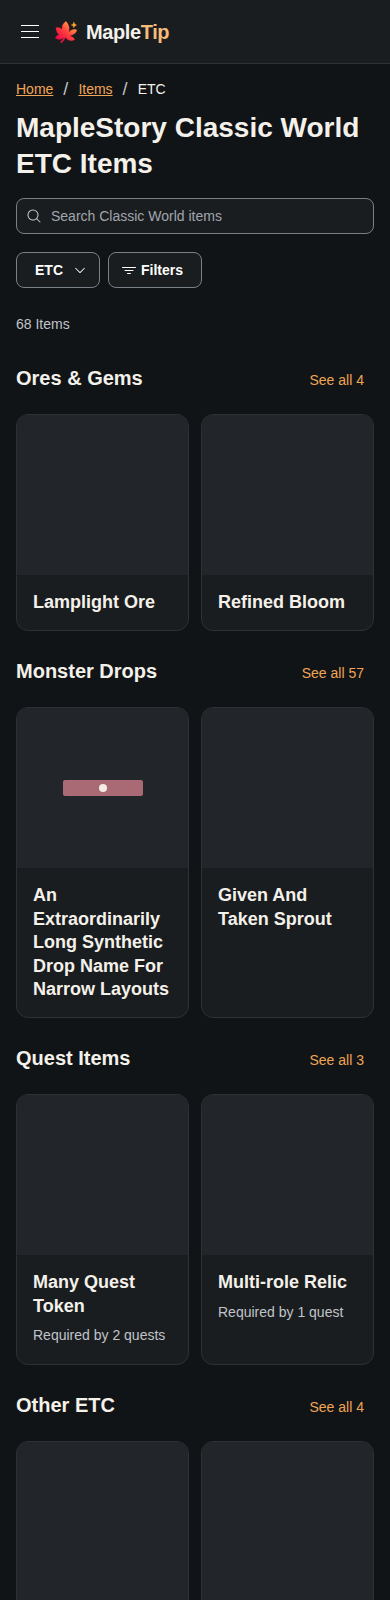 MapleTip
Home / Items / ETC
MapleStory Classic World
ETC Items
Search Classic World items
ETC
Filters
68 Items
Ores & Gems
See all 4
Lamplight Ore
Refined Bloom
Monster Drops
See all 57
An
Extraordinarily
Long Synthetic
Drop Name For
Narrow Layouts
Given And
Taken Sprout
Quest Items
See all 3
Many Quest
Token
Required by 2 quests
Multi-role Relic
Required by 1 quest
Other ETC
See all 4